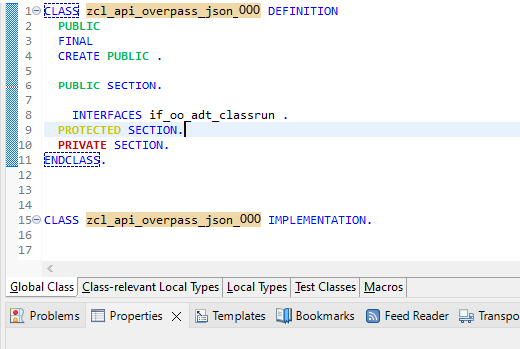 1 CLASS zcl_api_overpass_json_000 DEFINITION
2 PUBLIC
3 FINAL
4 CREATE PUBLIC .
5
6 PUBLIC SECTION.
7
8 INTERFACES if_oo_adt_classrun .
9 PROTECTED SECTION.
10 PRIVATE SECTION.
11 ENDCLASS.
12
13
14
15 CLASS zcl_api_overpass_json_000 IMPLEMENTATION.
16
17
Global Class Class-relevant Local Types Local Types Test Classes Macros
Problems Properties Templates Bookmarks Feed Reader Transpo